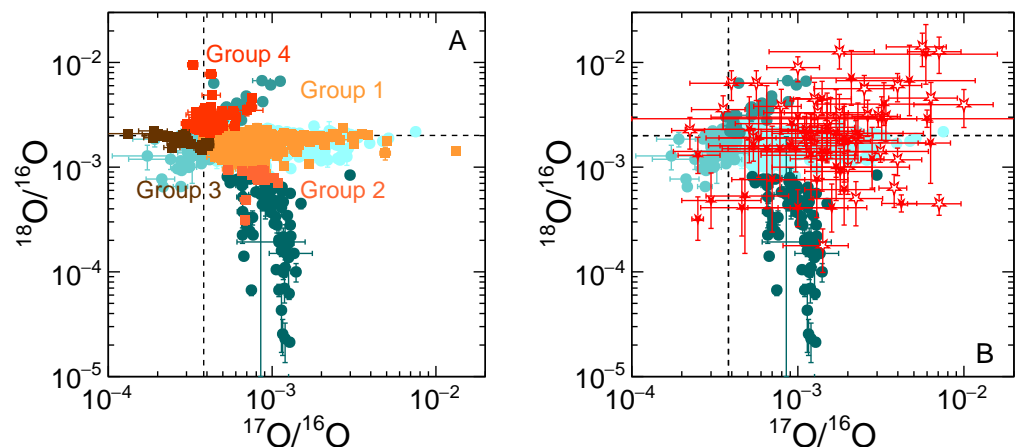 A
Group 4
Group 1
Group 3
Group 2
10⁻²
10⁻³
10⁻⁴
10⁻⁵
¹⁸O/¹⁶O
10⁻⁴
10⁻³
10⁻²
¹⁷O/¹⁶O
B
10⁻²
10⁻³
10⁻⁴
10⁻⁵
¹⁸O/¹⁶O
10⁻⁴
10⁻³
10⁻²
¹⁷O/¹⁶O